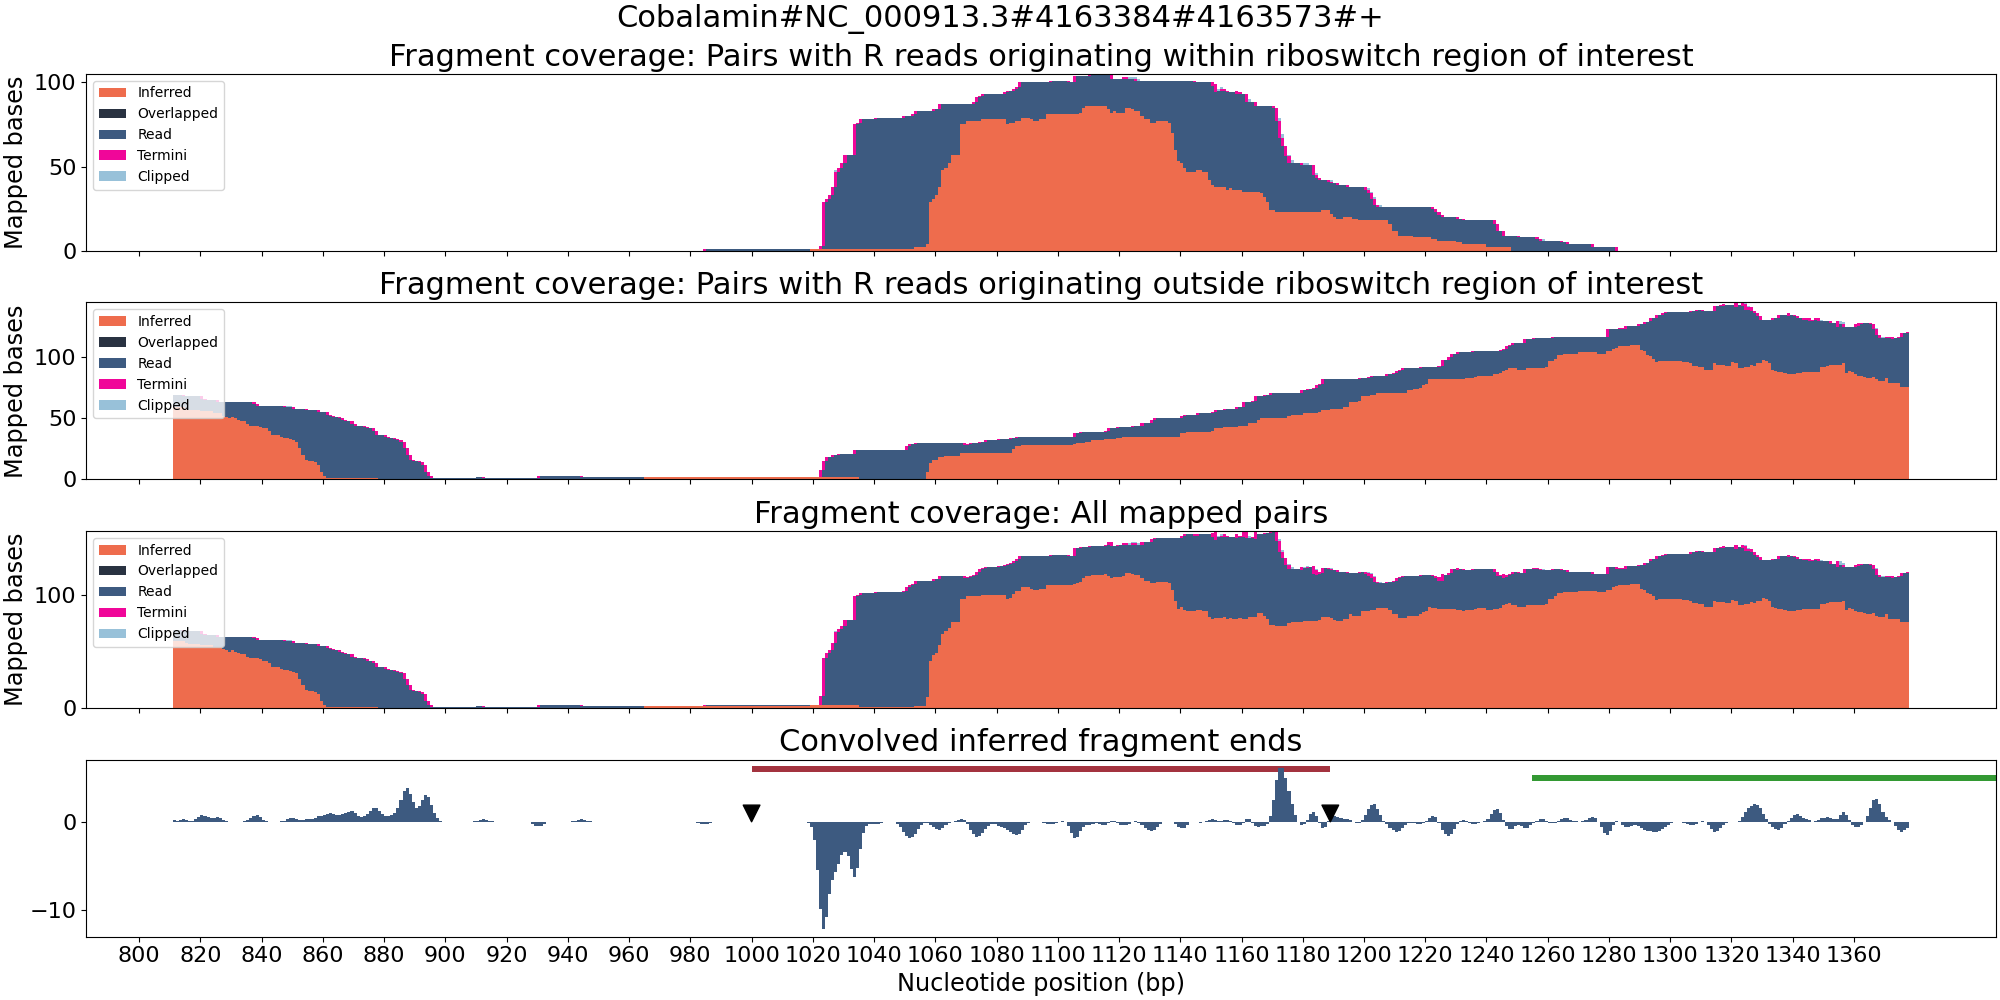 Cobalamin#NC_000913.3#4163384#4163573#+
Fragment coverage: Pairs with R reads originating within riboswitch region of interest
Mapped bases
100
50
0
Inferred
Overlapped
Read
Termini
Clipped
Fragment coverage: Pairs with R reads originating outside riboswitch region of interest
Mapped bases
100
50
0
Inferred
Overlapped
Read
Termini
Clipped
Fragment coverage: All mapped pairs
Mapped bases
100
0
Inferred
Overlapped
Read
Termini
Clipped
Convolved inferred fragment ends
0
−10
800 820 840 860 880 900 920 940 960 980 1000 1020 1040 1060 1080 1100 1120 1140 1160 1180 1200 1220 1240 1260 1280 1300 1320 1340 1360
Nucleotide position (bp)